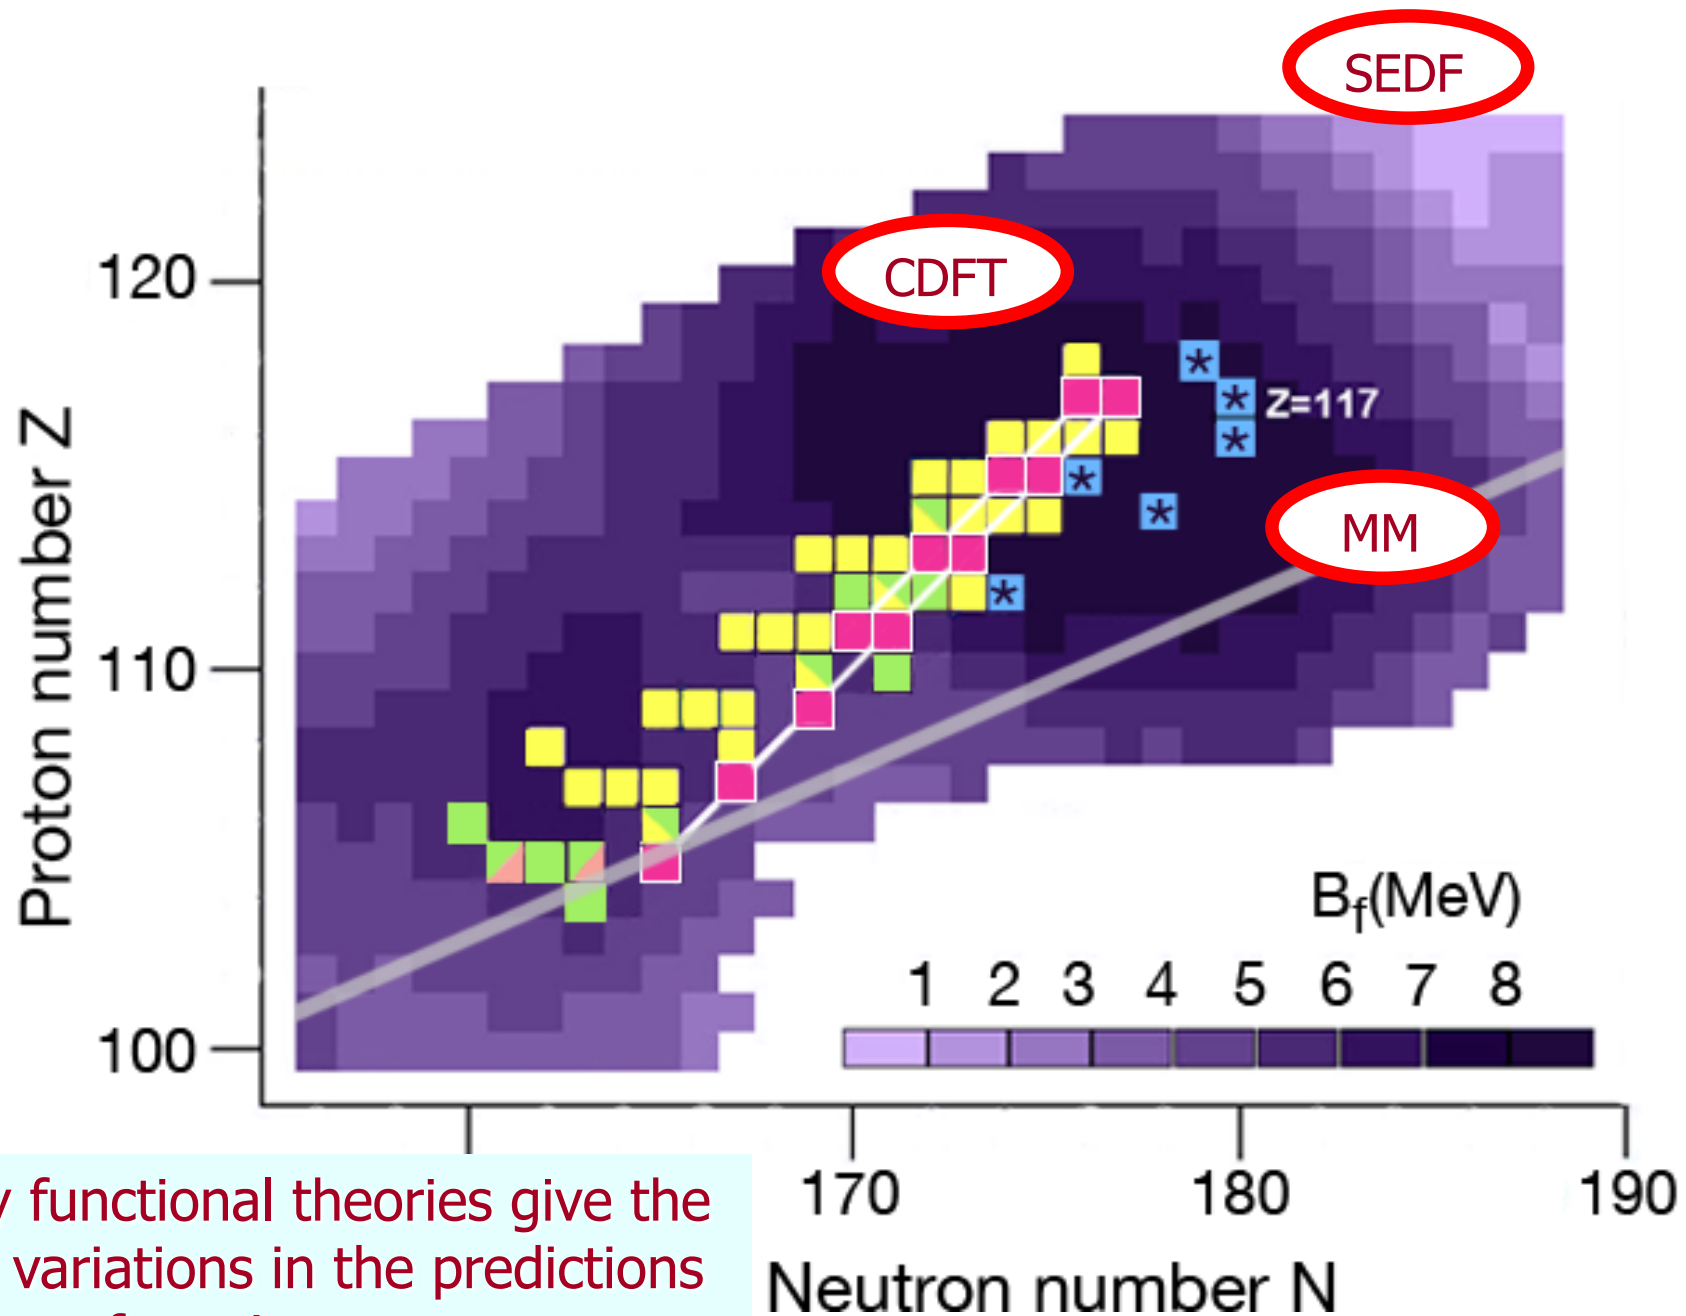 SEDF
120
CDFT
* Z=117
*
*
*
*
*
MM
110
Proton number Z
Bf(MeV)
1 2 3 4 5 6 7 8
100
170 180 190
functional theories give the
variations in the predictions
Neutron number N